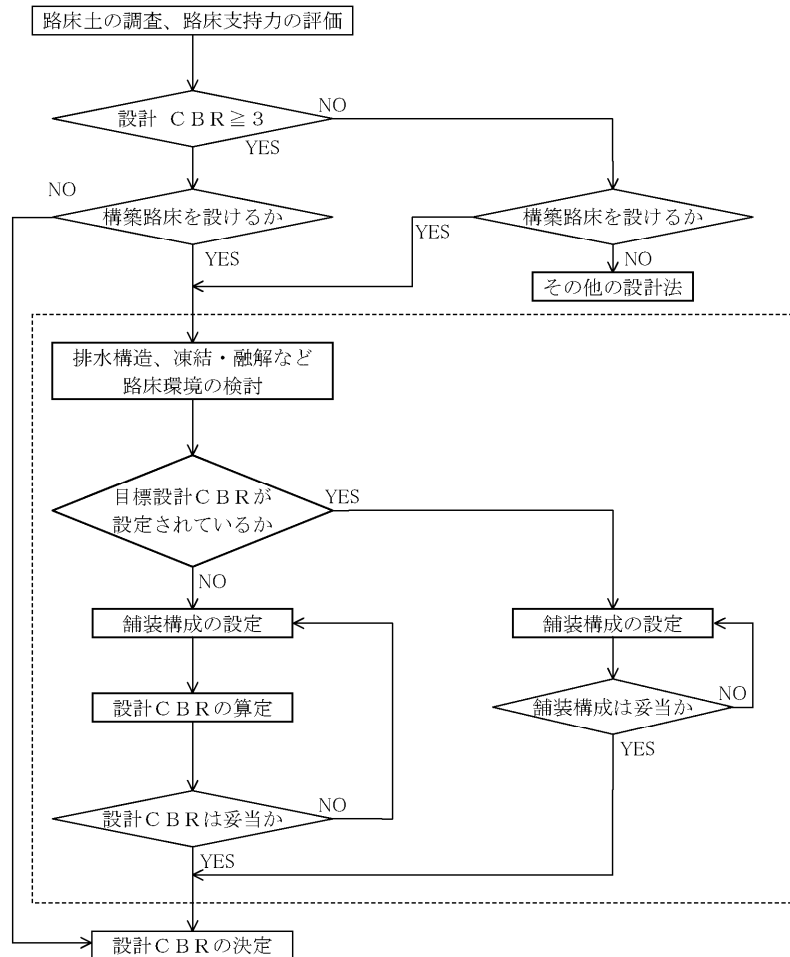 路床土の調査、路床支持力の評価
設計 ＣＢＲ≧３
NO
YES
NO
構築路床を設けるか
構築路床を設けるか
YES
YES
NO
その他の設計法
排水構造、凍結・融解など
路床環境の検討
目標設計ＣＢＲが
設定されているか
YES
NO
舗装構成の設定
舗装構成の設定
設計ＣＢＲの算定
舗装構成は妥当か
NO
YES
設計ＣＢＲは妥当か
NO
YES
設計ＣＢＲの決定